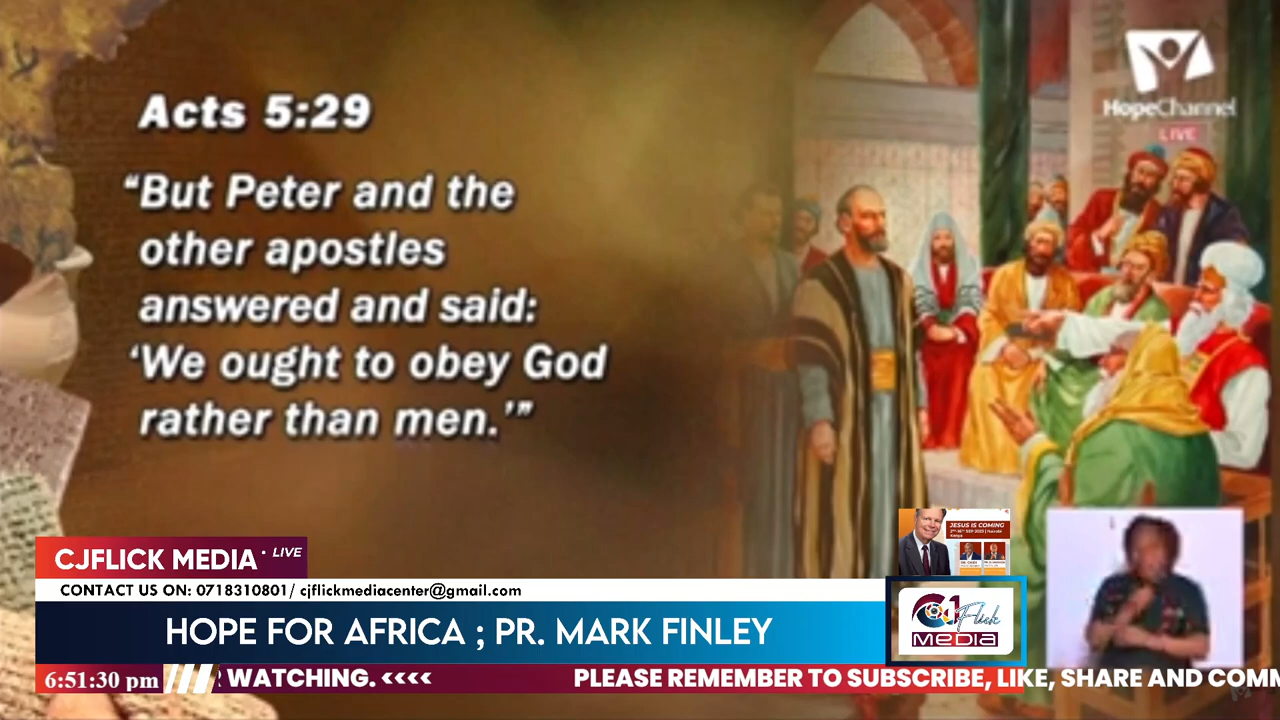 Acts 5:29
“But Peter and the
other apostles
answered and said:
‘We ought to obey God
rather than men.’”
HopeChannel
LIVE
JESUS IS COMING
CJFLICK MEDIA • LIVE
CONTACT US ON: 0718310801/ cjflickmediacenter@gmail.com
HOPE FOR AFRICA ; PR. MARK FINLEY
Flick
MEDIA
6:51:30 pm
WATCHING. <<<<
PLEASE REMEMBER TO SUBSCRIBE, LIKE, SHARE AND COMM